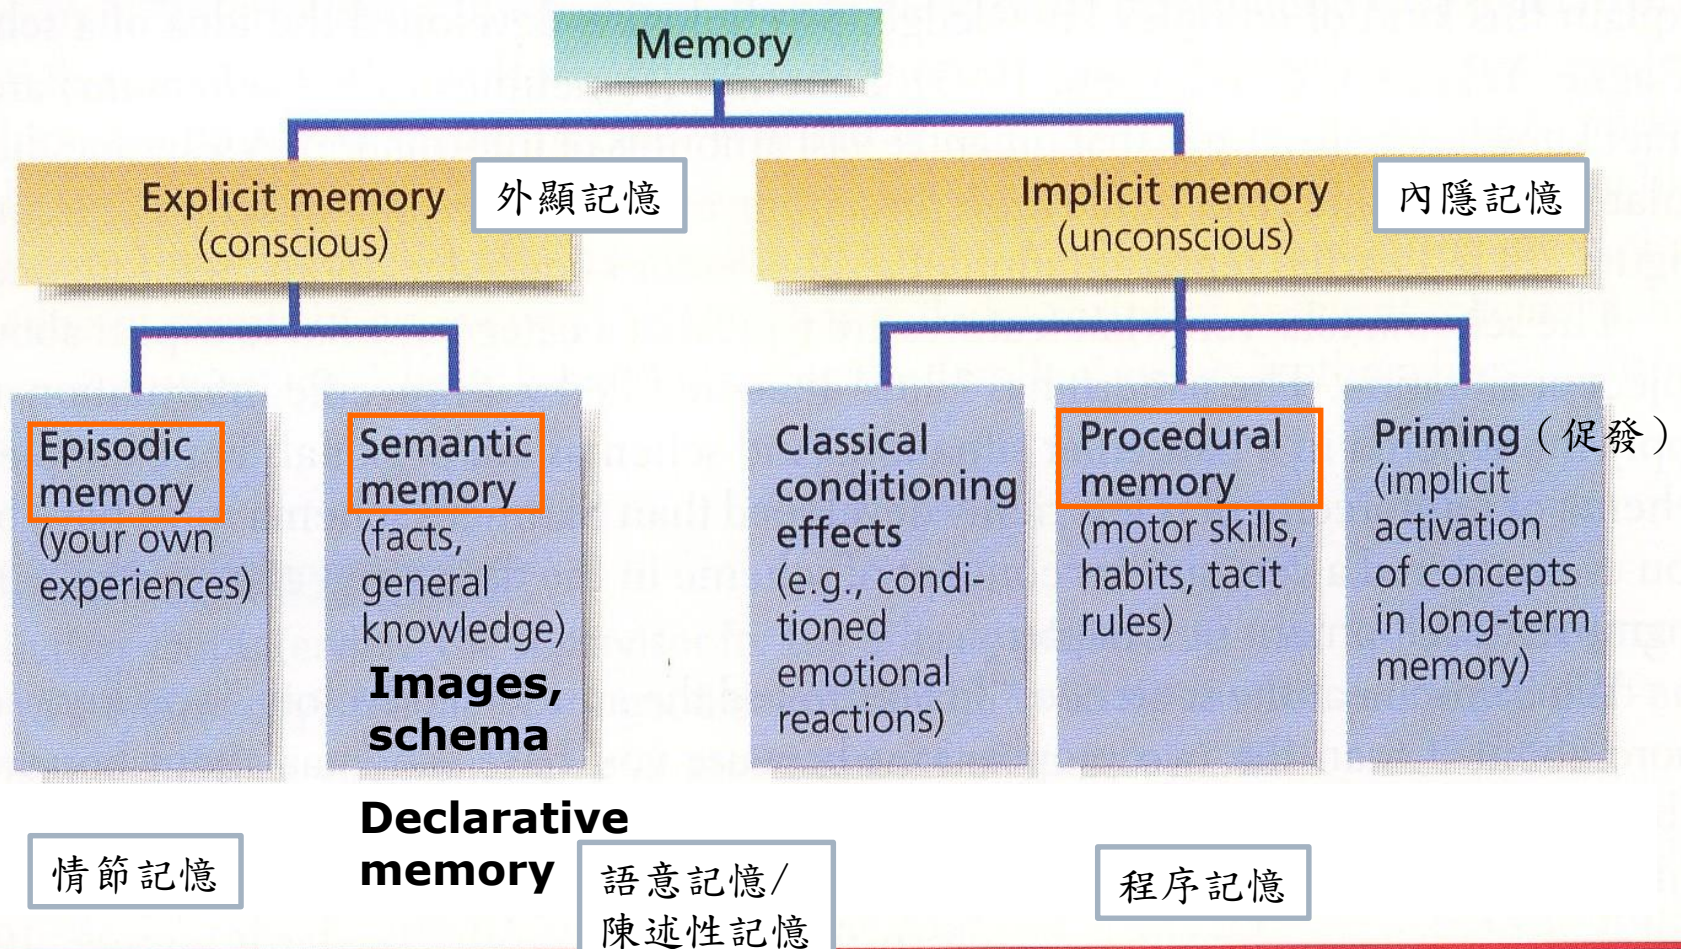 Memory
Explicit memory
(conscious)
外顯記憶
Implicit memory
(unconscious)
內隱記憶
Episodic
memory
(your own
experiences)
Semantic
memory
(facts,
general
knowledge)
Images,
schema
Declarative
memory
Classical
conditioning
effects
(e.g., condi-
tioned
emotional
reactions)
Procedural
memory
(motor skills,
habits, tacit
rules)
Priming（促發）
(implicit
activation
of concepts
in long-term
memory)
情節記憶
語意記憶/
陳述性記憶
程序記憶